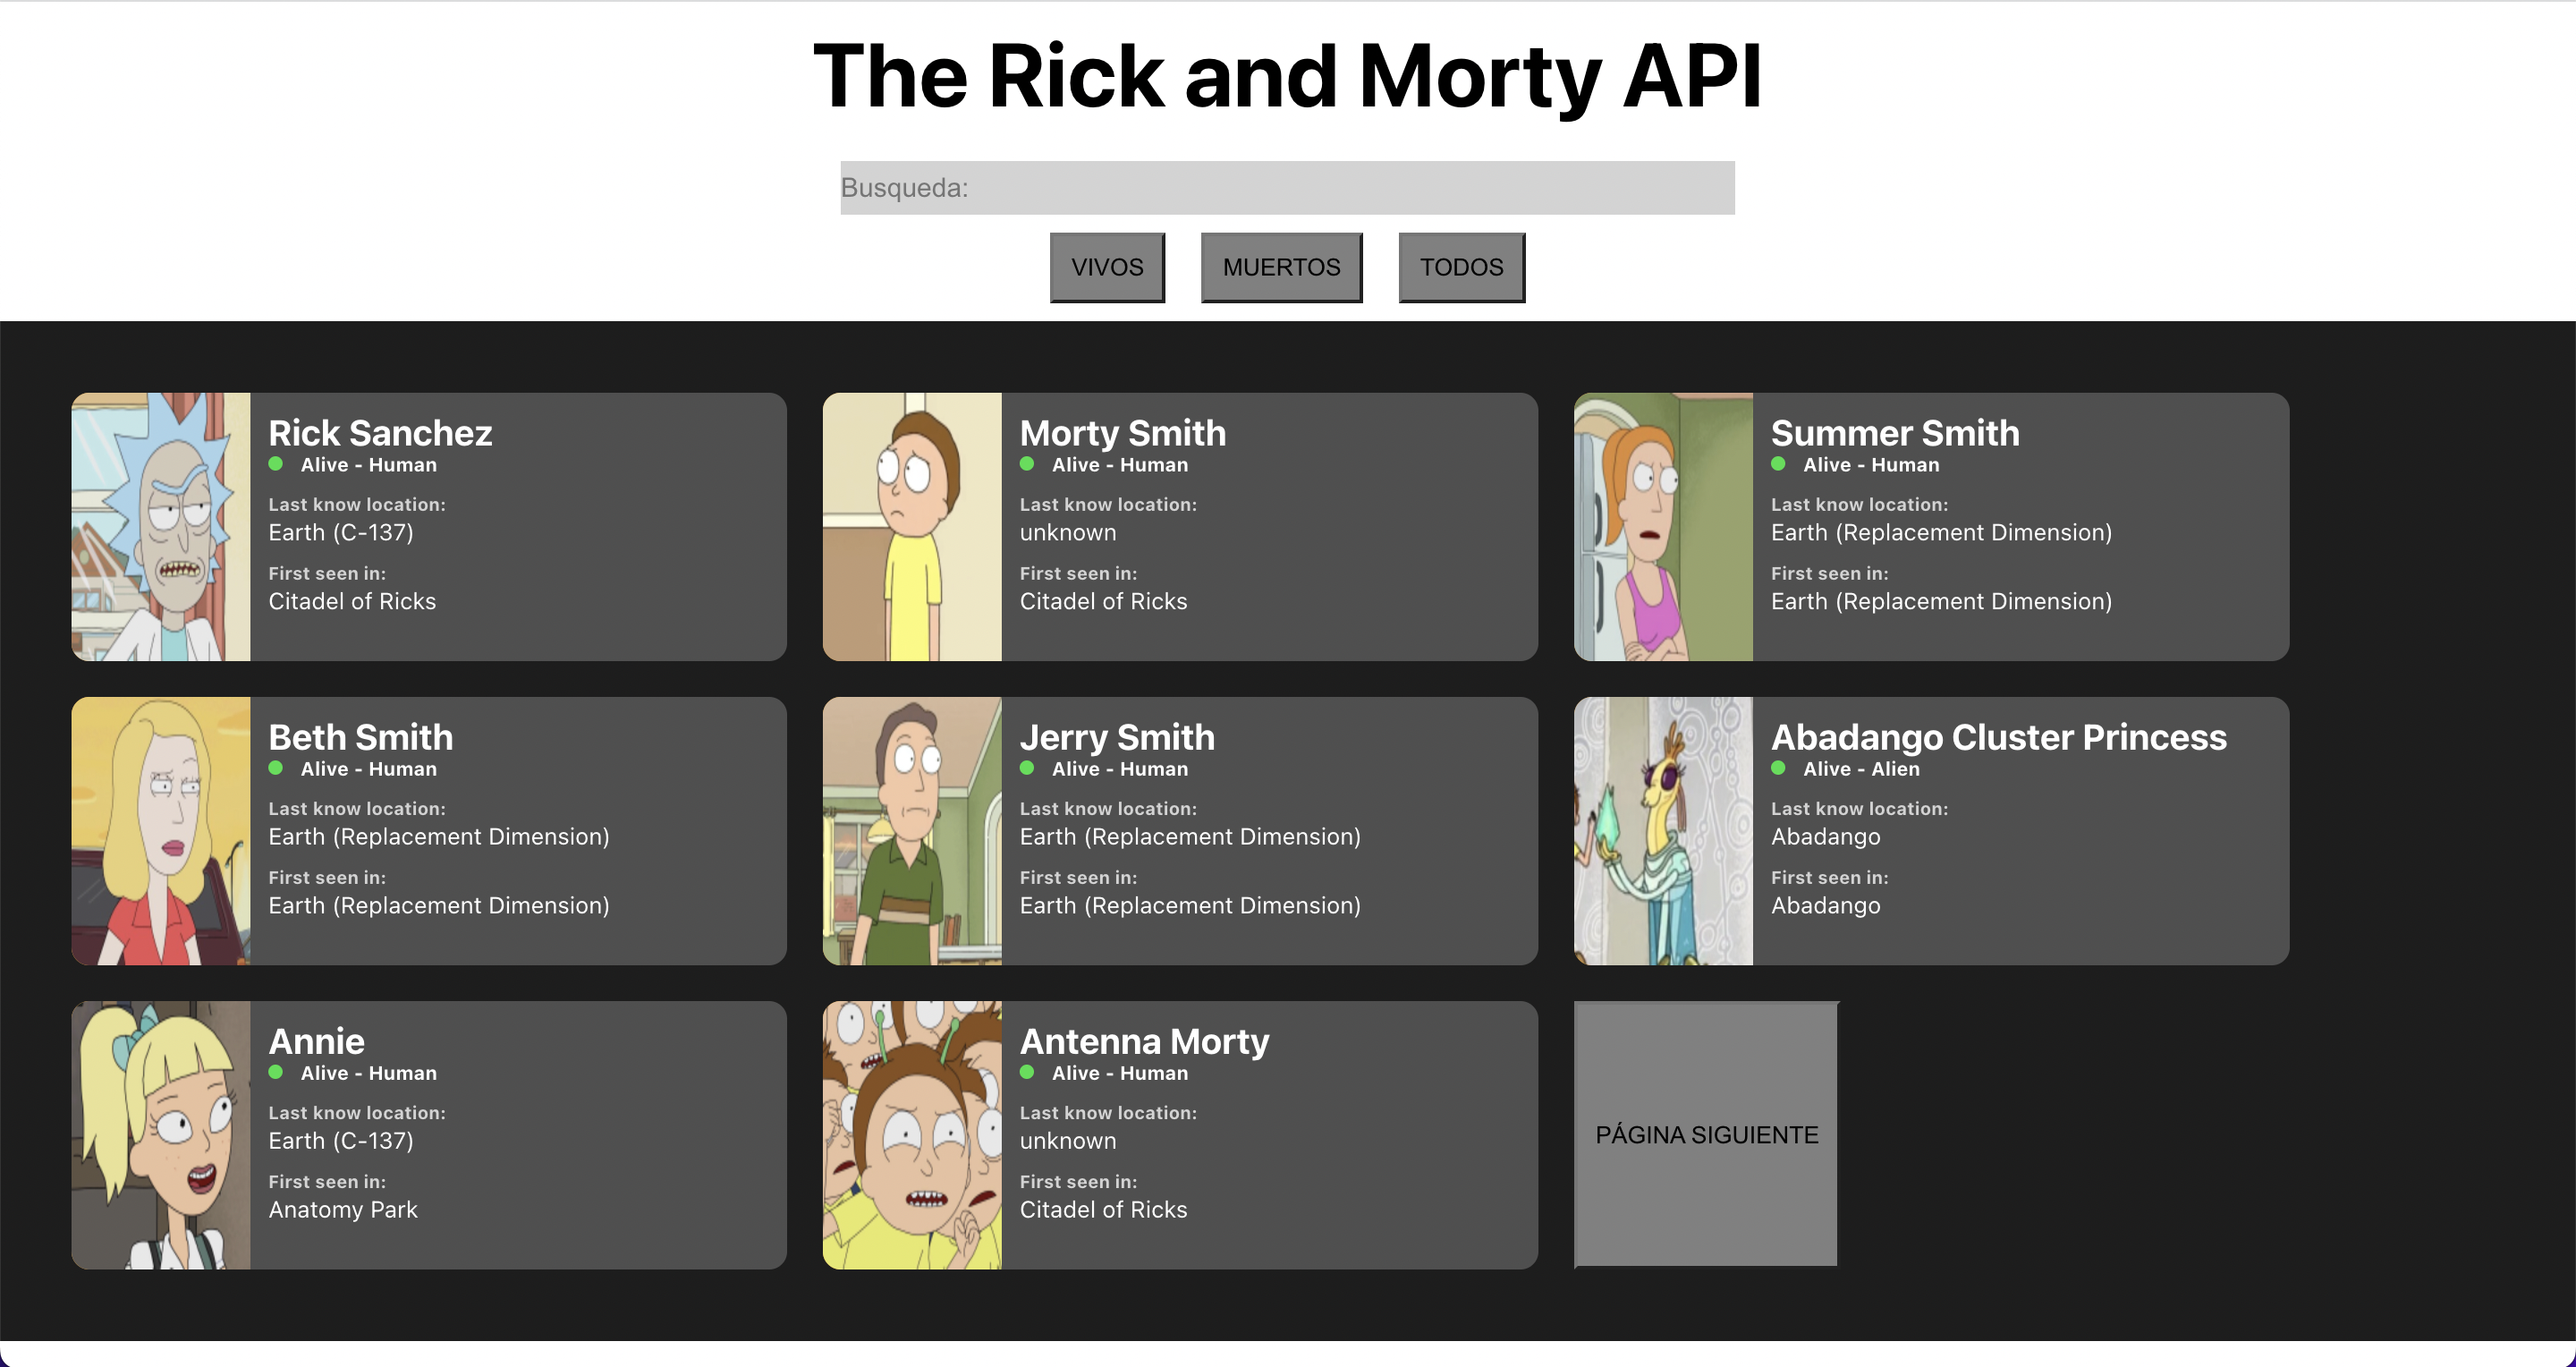 The Rick and Morty API
Busqueda:
VIVOS
MUERTOS
TODOS
Rick Sanchez
Alive - Human
Last know location:
Earth (C-137)
First seen in:
Citadel of Ricks
Morty Smith
Alive - Human
Last know location:
unknown
First seen in:
Citadel of Ricks
Summer Smith
Alive - Human
Last know location:
Earth (Replacement Dimension)
First seen in:
Earth (Replacement Dimension)
Beth Smith
Alive - Human
Last know location:
Earth (Replacement Dimension)
First seen in:
Earth (Replacement Dimension)
Jerry Smith
Alive - Human
Last know location:
Earth (Replacement Dimension)
First seen in:
Earth (Replacement Dimension)
Abadango Cluster Princess
Alive - Alien
Last know location:
Abadango
First seen in:
Abadango
Annie
Alive - Human
Last know location:
Earth (C-137)
First seen in:
Anatomy Park
Antenna Morty
Alive - Human
Last know location:
unknown
First seen in:
Citadel of Ricks
PÁGINA SIGUIENTE